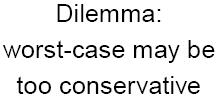 Dilemma:
worst-case may be
too conservative